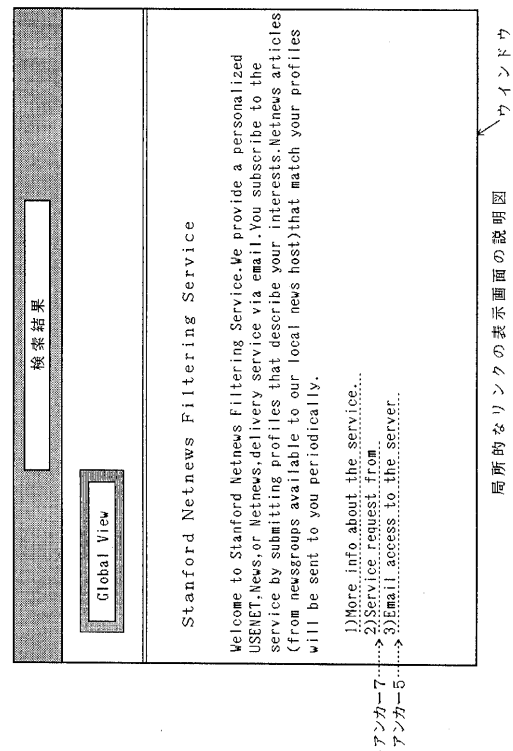 検索結果
Global View
Stanford Netnews Filtering Service
Welcome to Stanford Netnews Filtering Service.We provide a personalized
USENET,News,or Netnews,delivery service via email.You subscribe to the
service by submitting profiles that describe your interests.Netnews articles
(from newsgroups available to our local news host)that match your profiles
will be sent to you periodically.
1)More info about the service.
2)Service request from
3)Email access to the server
アンカー7
アンカー5
ウインドウ
局所的なリンクの表示画面の説明図